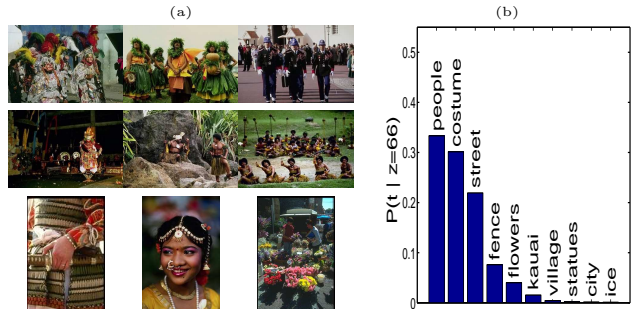 (a)
(b)
P(t | z=66)
0.5
0.4
0.3
0.2
0.1
0
people
costume
street
fence
flowers
kauai
village
statues
city
ice